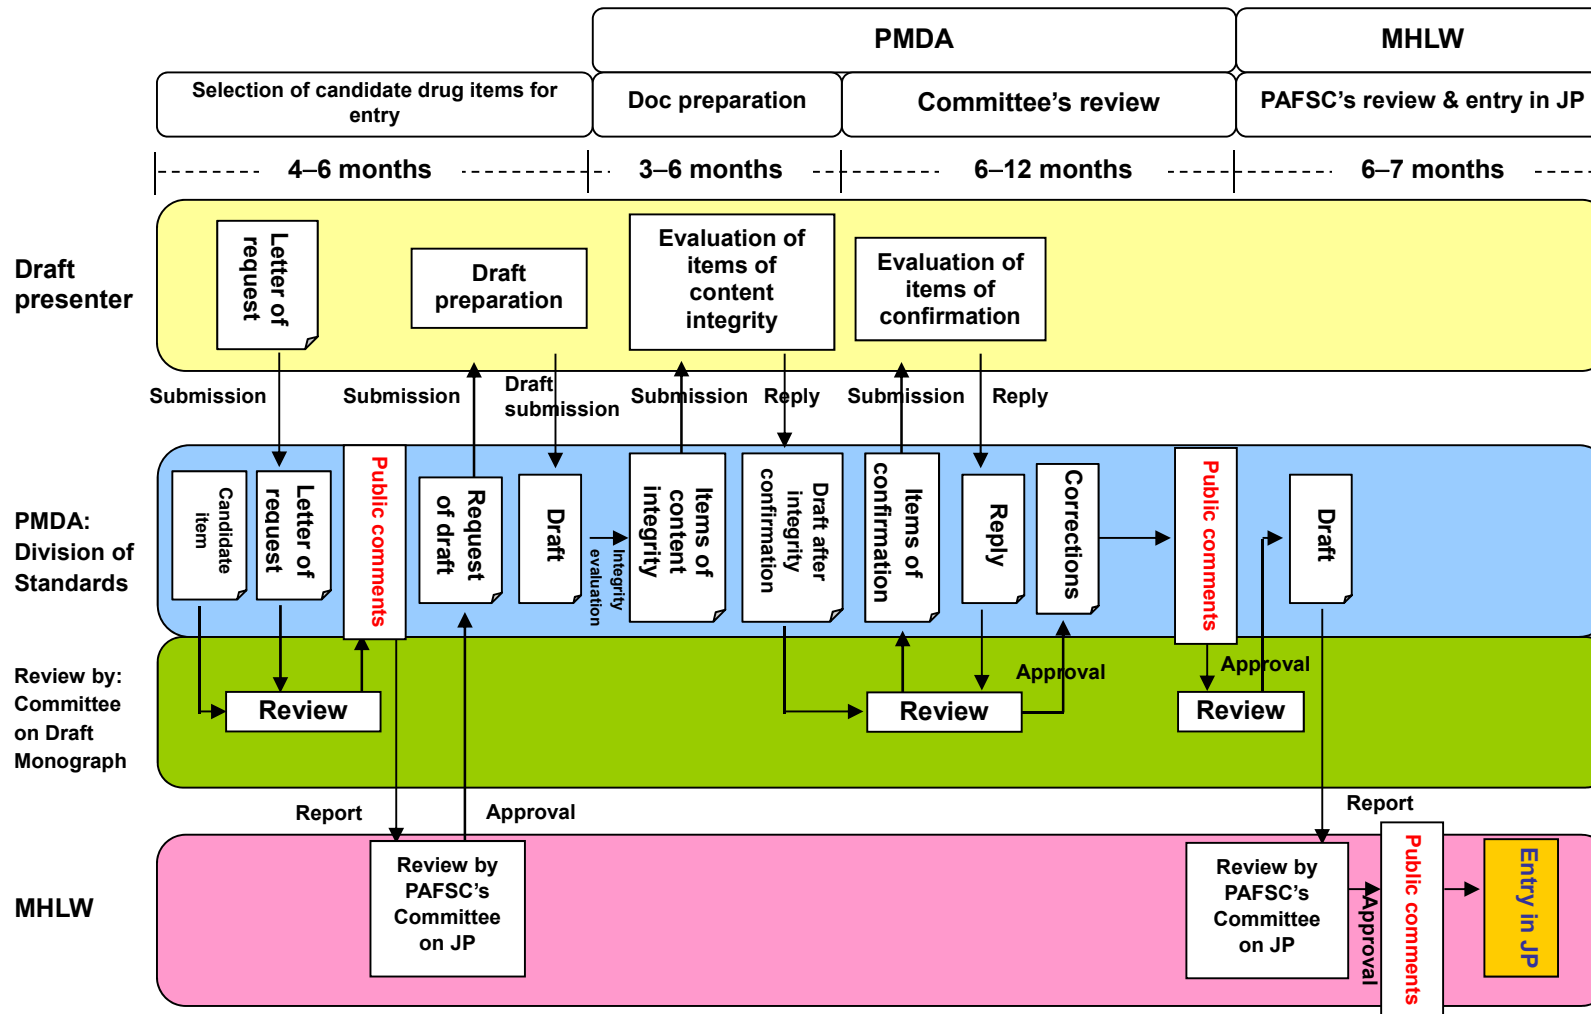 PMDA
MHLW
Selection of candidate drug items for
entry
Doc preparation
Committee's review
PAFSC's review & entry in JP
4–6 months
3–6 months
6–12 months
6–7 months
Draft
presenter
Letter of
request
Draft
preparation
Evaluation of
items of
content
integrity
Evaluation of
items of
confirmation
Submission
Submission
Draft
submission
Submission
Reply
Submission
Reply
PMDA:
Division of
Standards
Candidate
item
Letter of
request
Public comments
Request
of draft
Draft
Integrity
evaluation
Items of
content
integrity
Draft after
integrity
confirmation
Items of
confirmation
Reply
Corrections
Public comments
Draft
Review by:
Committee
on Draft
Monograph
Review
Review
Approval
Approval
Review
Report
Approval
Report
MHLW
Review by
PAFSC's
Committee
on JP
Review by
PAFSC's
Committee
on JP
Approval
Public comments
Entry in JP